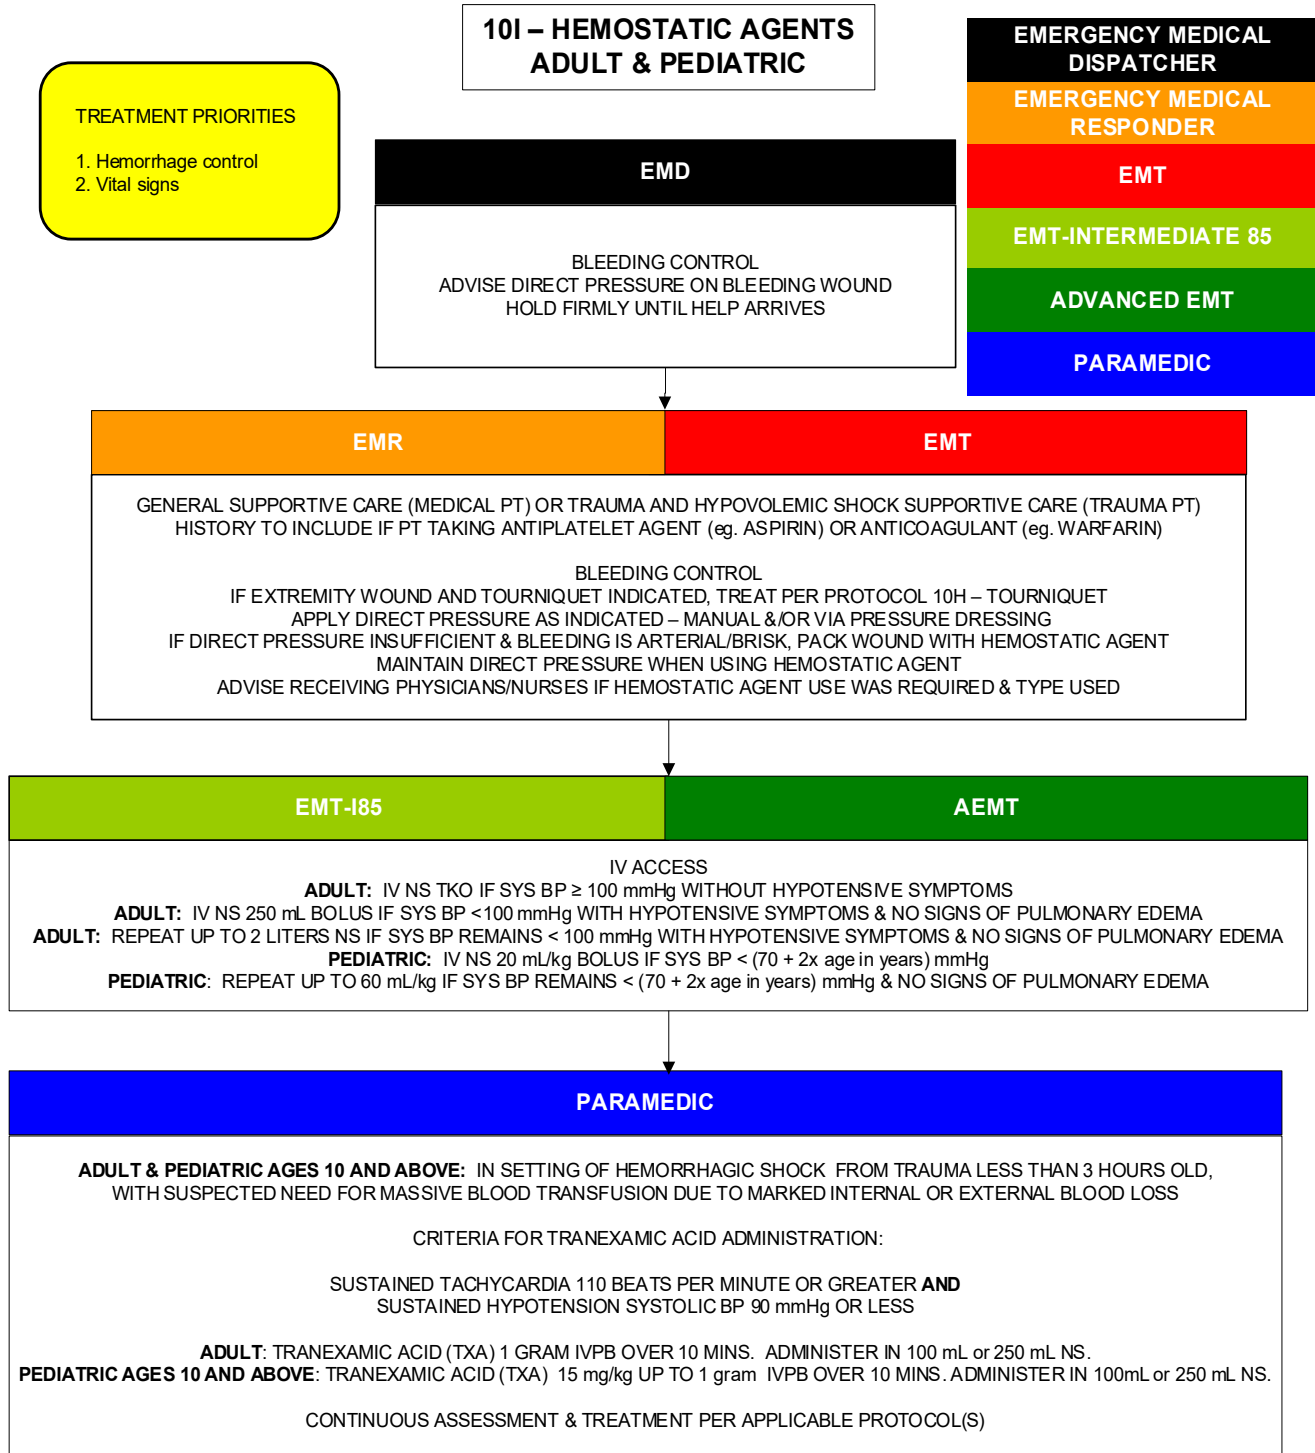 10I – HEMOSTATIC AGENTS
ADULT & PEDIATRIC
EMERGENCY MEDICAL
DISPATCHER
EMERGENCY MEDICAL
RESPONDER
EMT
EMT-INTERMEDIATE 85
ADVANCED EMT
PARAMEDIC
TREATMENT PRIORITIES
1. Hemorrhage control
2. Vital signs
EMD
BLEEDING CONTROL
ADVISE DIRECT PRESSURE ON BLEEDING WOUND
HOLD FIRMLY UNTIL HELP ARRIVES
EMR
EMT
GENERAL SUPPORTIVE CARE (MEDICAL PT) OR TRAUMA AND HYPOVOLEMIC SHOCK SUPPORTIVE CARE (TRAUMA PT)
HISTORY TO INCLUDE IF PT TAKING ANTIPLATELET AGENT (eg. ASPIRIN) OR ANTICOAGULANT (eg. WARFARIN)
BLEEDING CONTROL
IF EXTREMITY WOUND AND TOURNIQUET INDICATED, TREAT PER PROTOCOL 10H – TOURNIQUET
APPLY DIRECT PRESSURE AS INDICATED – MANUAL &/OR VIA PRESSURE DRESSING
IF DIRECT PRESSURE INSUFFICIENT & BLEEDING IS ARTERIAL/BRISK, PACK WOUND WITH HEMOSTATIC AGENT
MAINTAIN DIRECT PRESSURE WHEN USING HEMOSTATIC AGENT
ADVISE RECEIVING PHYSICIANS/NURSES IF HEMOSTATIC AGENT USE WAS REQUIRED & TYPE USED
EMT-I85
AEMT
IV ACCESS
ADULT: IV NS TKO IF SYS BP ≥ 100 mmHg WITHOUT HYPOTENSIVE SYMPTOMS
ADULT: IV NS 250 mL BOLUS IF SYS BP <100 mmHg WITH HYPOTENSIVE SYMPTOMS & NO SIGNS OF PULMONARY EDEMA
ADULT: REPEAT UP TO 2 LITERS NS IF SYS BP REMAINS < 100 mmHg WITH HYPOTENSIVE SYMPTOMS & NO SIGNS OF PULMONARY EDEMA
PEDIATRIC: IV NS 20 mL/kg BOLUS IF SYS BP < (70 + 2x age in years) mmHg
PEDIATRIC: REPEAT UP TO 60 mL/kg IF SYS BP REMAINS < (70 + 2x age in years) mmHg & NO SIGNS OF PULMONARY EDEMA
PARAMEDIC
ADULT & PEDIATRIC AGES 10 AND ABOVE: IN SETTING OF HEMORRHAGIC SHOCK FROM TRAUMA LESS THAN 3 HOURS OLD,
WITH SUSPECTED NEED FOR MASSIVE BLOOD TRANSFUSION DUE TO MARKED INTERNAL OR EXTERNAL BLOOD LOSS
CRITERIA FOR TRANEXAMIC ACID ADMINISTRATION:
SUSTAINED TACHYCARDIA 110 BEATS PER MINUTE OR GREATER AND
SUSTAINED HYPOTENSION SYSTOLIC BP 90 mmHg OR LESS
ADULT: TRANEXAMIC ACID (TXA) 1 GRAM IVPB OVER 10 MINS. ADMINISTER IN 100 mL or 250 mL NS.
PEDIATRIC AGES 10 AND ABOVE: TRANEXAMIC ACID (TXA) 15 mg/kg UP TO 1 gram IVPB OVER 10 MINS. ADMINISTER IN 100mL or 250 mL NS.
CONTINUOUS ASSESSMENT & TREATMENT PER APPLICABLE PROTOCOL(S)